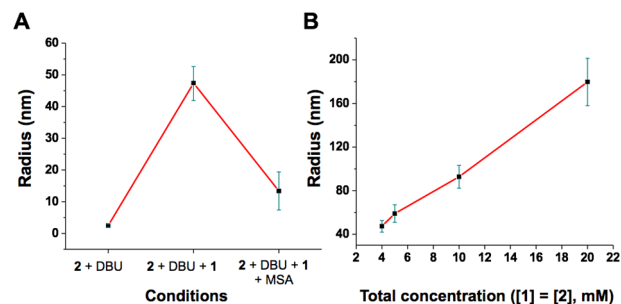 A
Radius (nm)
60
50
40
30
20
10
0
2 + DBU
2 + DBU + 1
2 + DBU + 1
+ MSA
Conditions
B
Radius (nm)
200
160
120
80
40
2 4 6 8 10 12 14 16 18 20 22
Total concentration ([1] = [2], mM)